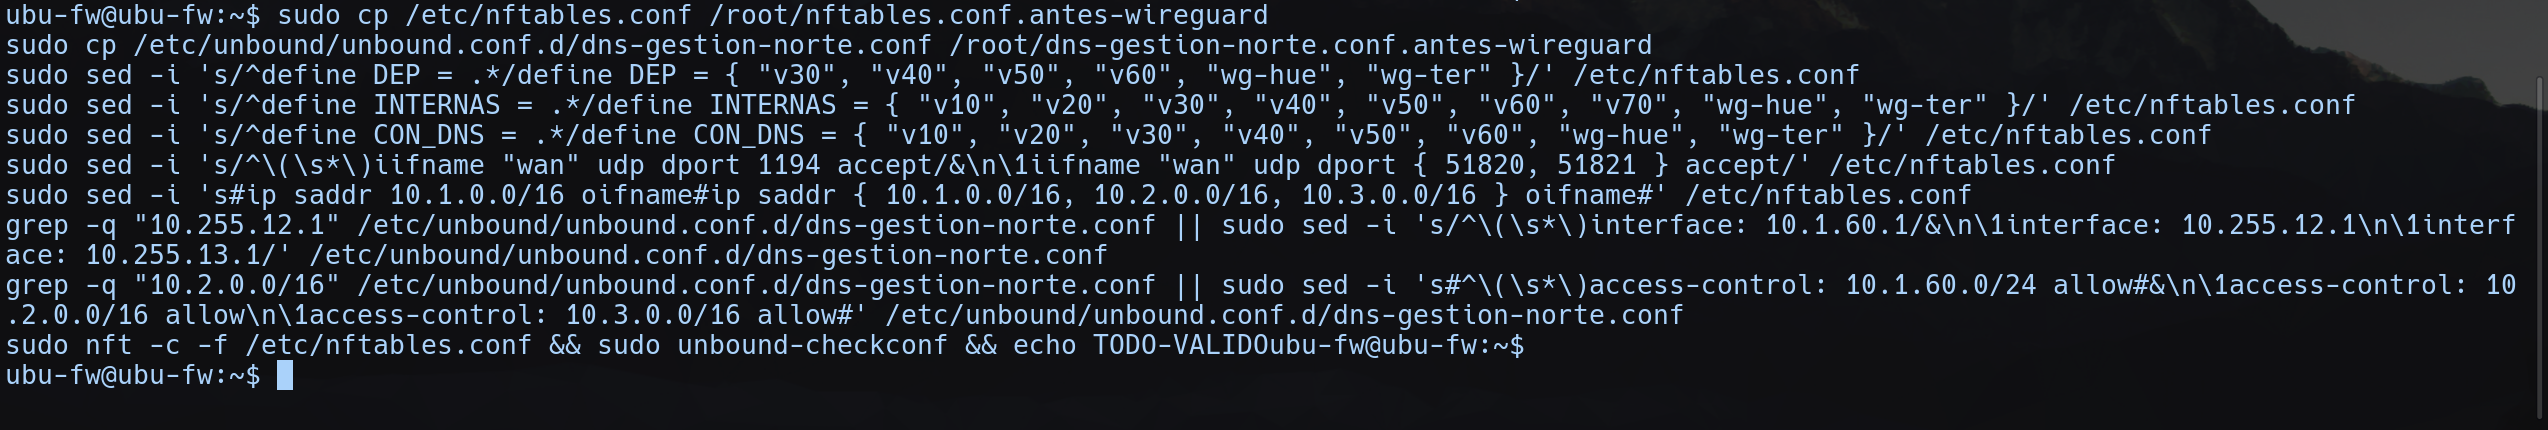 ubu-fw@ubu-fw:~$ sudo cp /etc/nftables.conf /root/nftables.conf.antes-wireguard
sudo cp /etc/unbound/unbound.conf.d/dns-gestion-norte.conf /root/dns-gestion-norte.conf.antes-wireguard
sudo sed -i 's/^define DEP = .*/define DEP = { "v30", "v40", "v50", "v60", "wg-hue", "wg-ter" }/' /etc/nftables.conf
sudo sed -i 's/^define INTERNAS = .*/define INTERNAS = { "v10", "v20", "v30", "v40", "v50", "v60", "v70", "wg-hue", "wg-ter" }/' /etc/nftables.conf
sudo sed -i 's/^define CON_DNS = .*/define CON_DNS = { "v10", "v20", "v30", "v40", "v50", "v60", "wg-hue", "wg-ter" }/' /etc/nftables.conf
sudo sed -i 's/^\(\s*\)iifname "wan" udp dport 1194 accept/&\n\1iifname "wan" udp dport { 51820, 51821 } accept/' /etc/nftables.conf
sudo sed -i 's#ip saddr 10.1.0.0/16 oifname#ip saddr { 10.1.0.0/16, 10.2.0.0/16, 10.3.0.0/16 } oifname#' /etc/nftables.conf
grep -q "10.255.12.1" /etc/unbound/unbound.conf.d/dns-gestion-norte.conf || sudo sed -i 's/^\(\s*\)interface: 10.1.60.1/&\n\1interface: 10.255.12.1\n\1interf
ace: 10.255.13.1/' /etc/unbound/unbound.conf.d/dns-gestion-norte.conf
grep -q "10.2.0.0/16" /etc/unbound/unbound.conf.d/dns-gestion-norte.conf || sudo sed -i 's#^\(\s*\)access-control: 10.1.60.0/24 allow#&\n\1access-control: 10
.2.0.0/16 allow\n\1access-control: 10.3.0.0/16 allow#' /etc/unbound/unbound.conf.d/dns-gestion-norte.conf
sudo nft -c -f /etc/nftables.conf && sudo unbound-checkconf && echo TODO-VALIDOubu-fw@ubu-fw:~$
ubu-fw@ubu-fw:~$